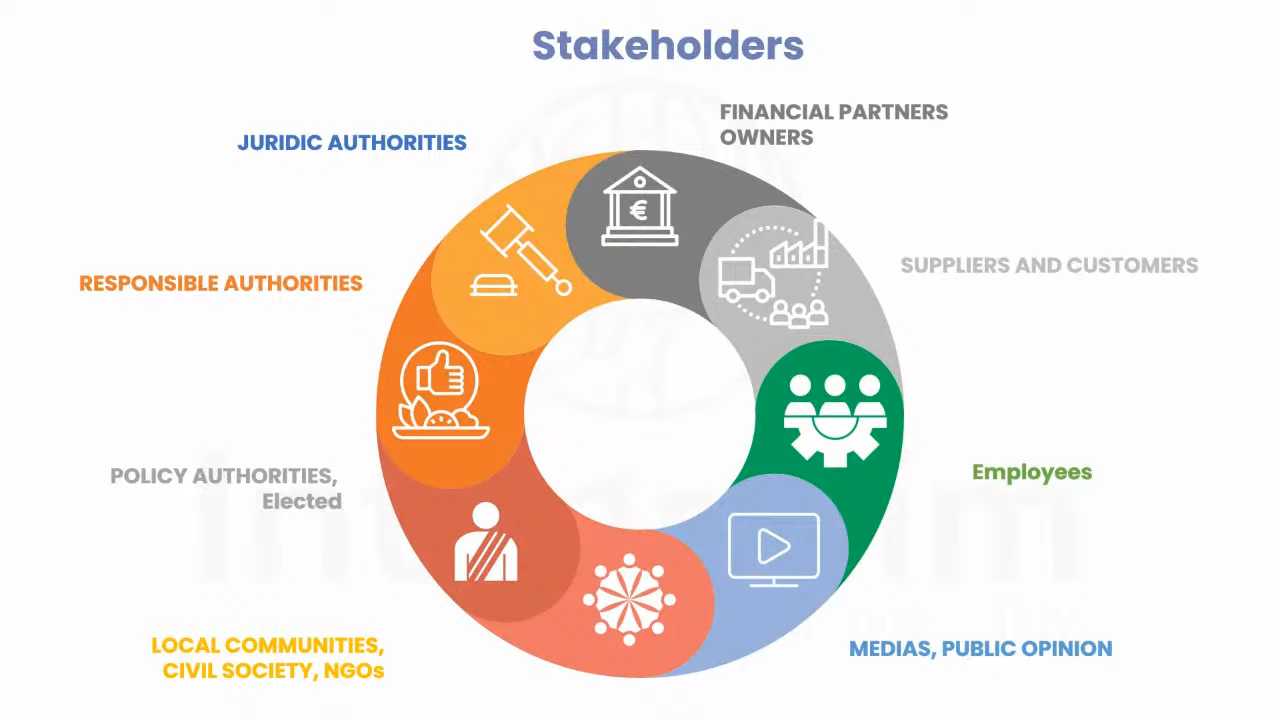 Stakeholders
FINANCIAL PARTNERS
OWNERS
JURIDIC AUTHORITIES
SUPPLIERS AND CUSTOMERS
RESPONSIBLE AUTHORITIES
€
Employees
POLICY AUTHORITIES,
Elected
LOCAL COMMUNITIES,
CIVIL SOCIETY, NGOs
MEDIAS, PUBLIC OPINION